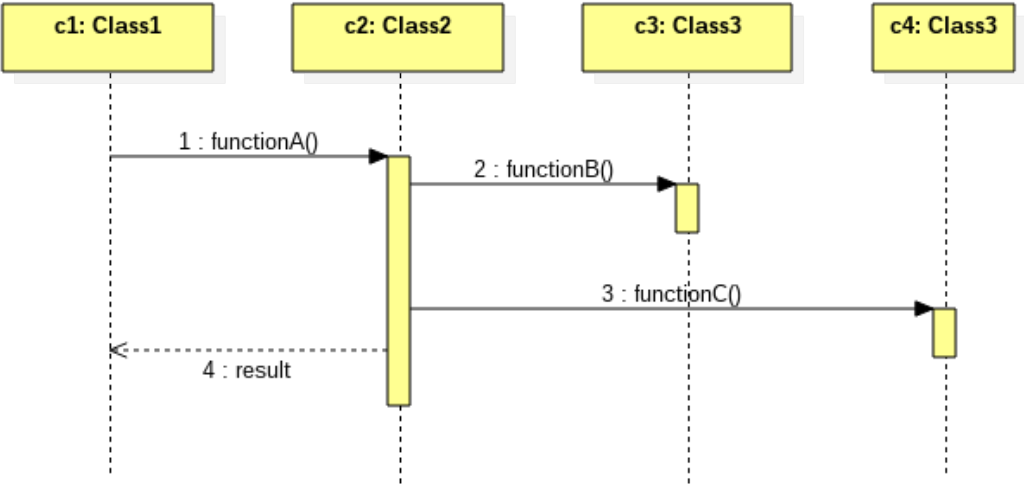 c1: Class1
c2: Class2
c3: Class3
c4: Class3
1 : functionA()
2 : functionB()
3 : functionC()
4 : result